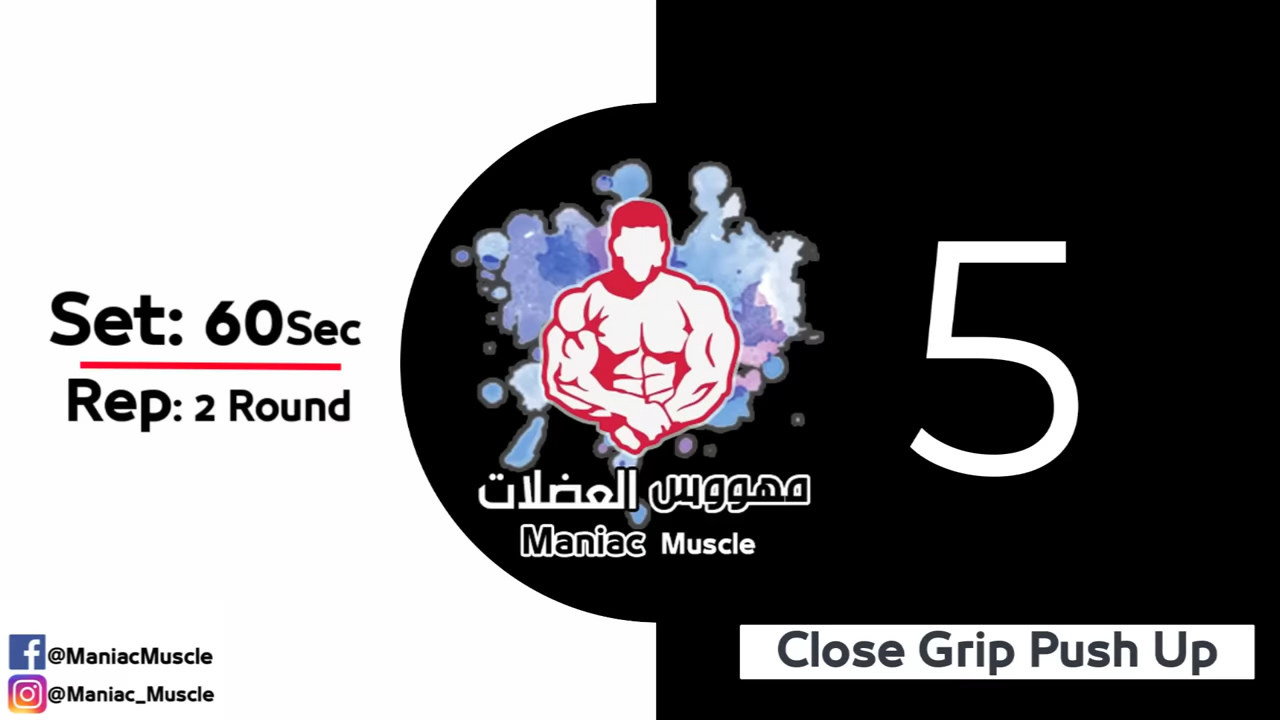 Set: 60Sec
Rep: 2 Round
مهووس العضلات
Maniac Muscle
5
Close Grip Push Up
@ManiacMuscle
@Maniac_Muscle